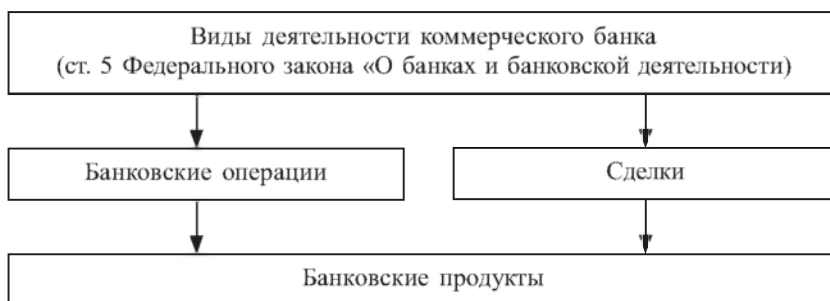 Виды деятельности коммерческого банка
(ст. 5 Федерального закона «О банках и банковской деятельности)
Банковские операции
Сделки
Банковские продукты